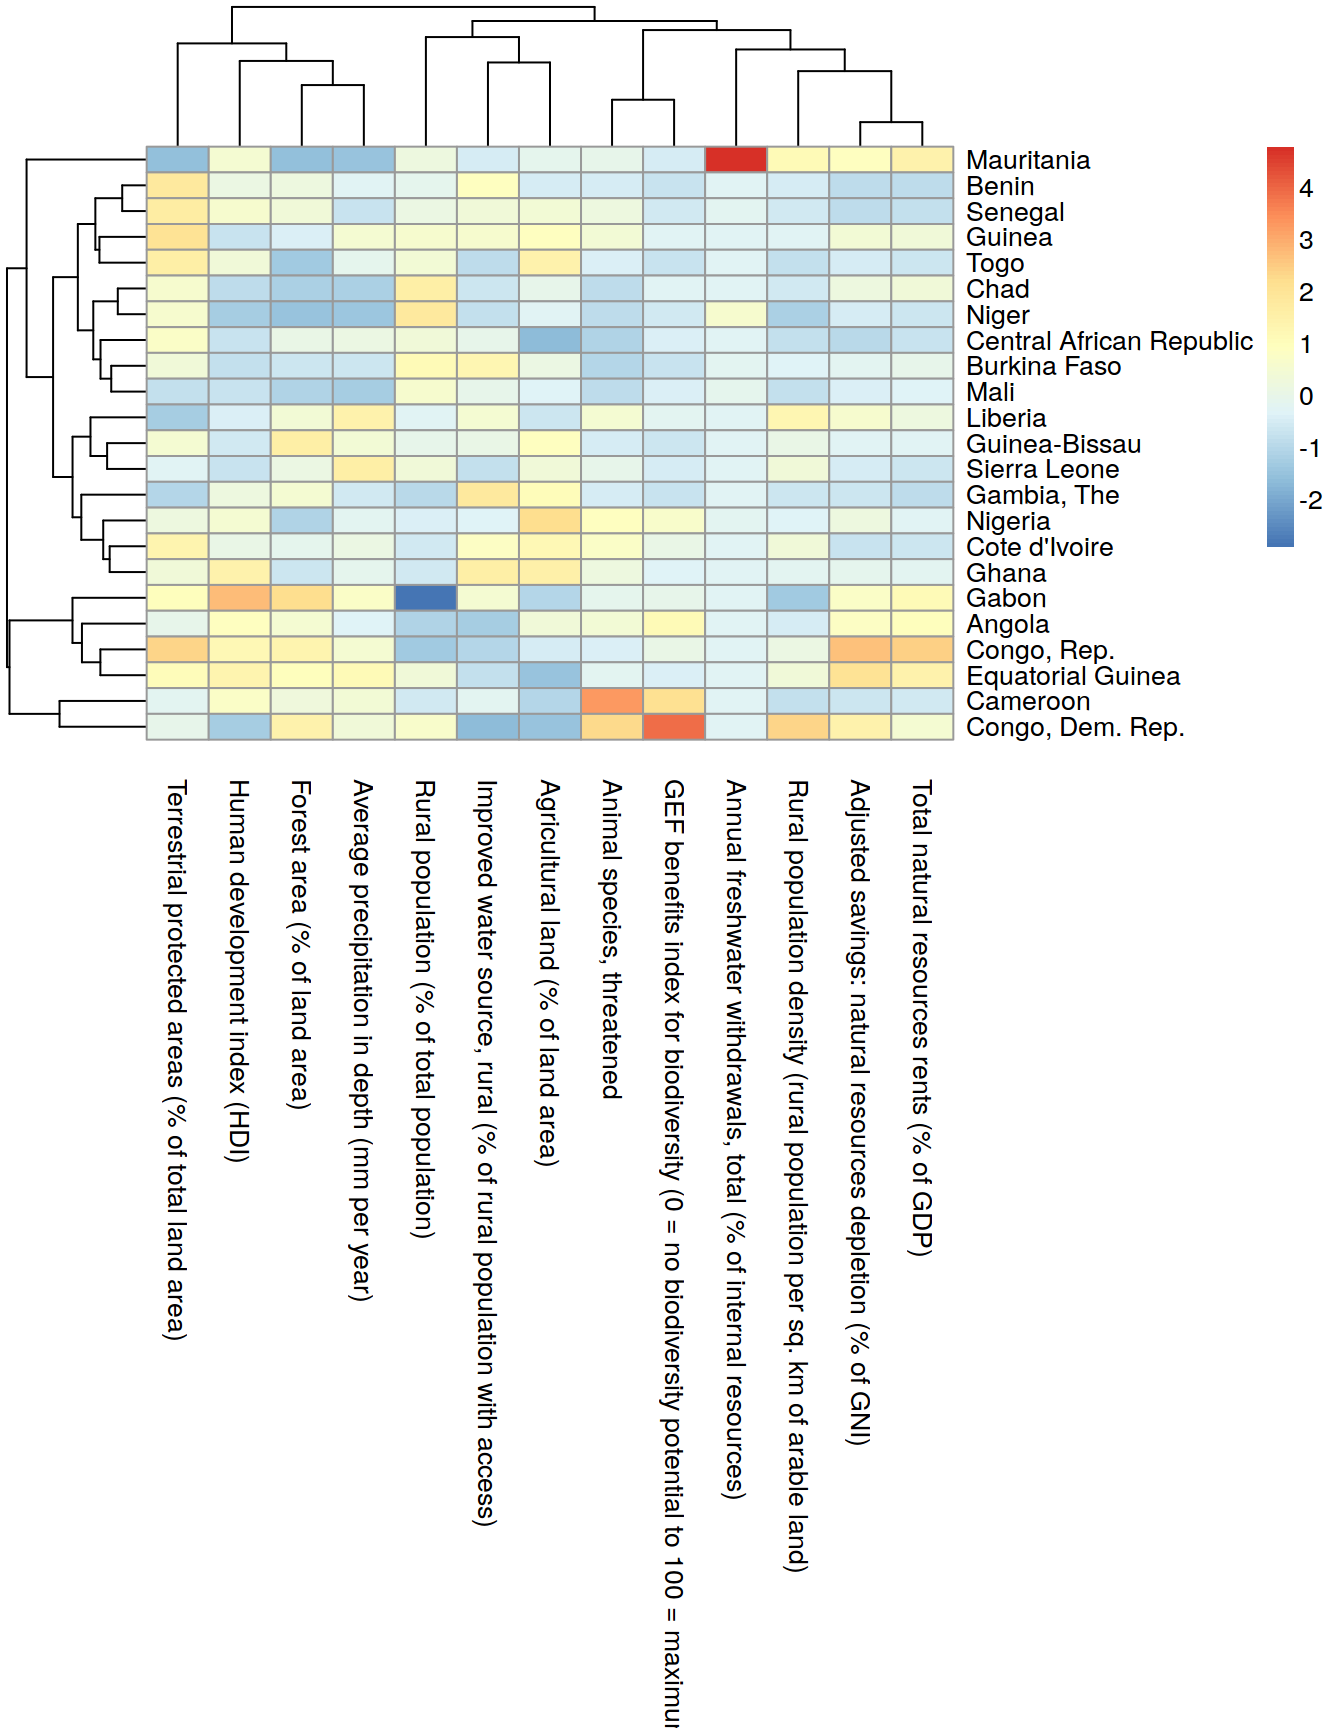 Mauritania
Benin
Senegal
Guinea
Togo
Chad
Niger
Central African Republic
Burkina Faso
Mali
Liberia
Guinea-Bissau
Sierra Leone
Gambia, The
Nigeria
Cote d'Ivoire
Ghana
Gabon
Angola
Congo, Rep.
Equatorial Guinea
Cameroon
Congo, Dem. Rep.
4
3
2
1
0
-1
-2
Terrestrial protected areas (% of total land area)
Human development index (HDI)
Forest area (% of land area)
Average precipitation in depth (mm per year)
Rural population (% of total population)
Improved water source, rural (% of rural population with access)
Agricultural land (% of land area)
Animal species, threatened
GEF benefits index for biodiversity (0 = no biodiversity potential to 100 =
Annual freshwater withdrawals, total (% of internal resources)
Rural population density (rural population per sq. km of arable land)
Adjusted savings: natural resources depletion (% of GNI)
Total natural resources rents (% of GDP)